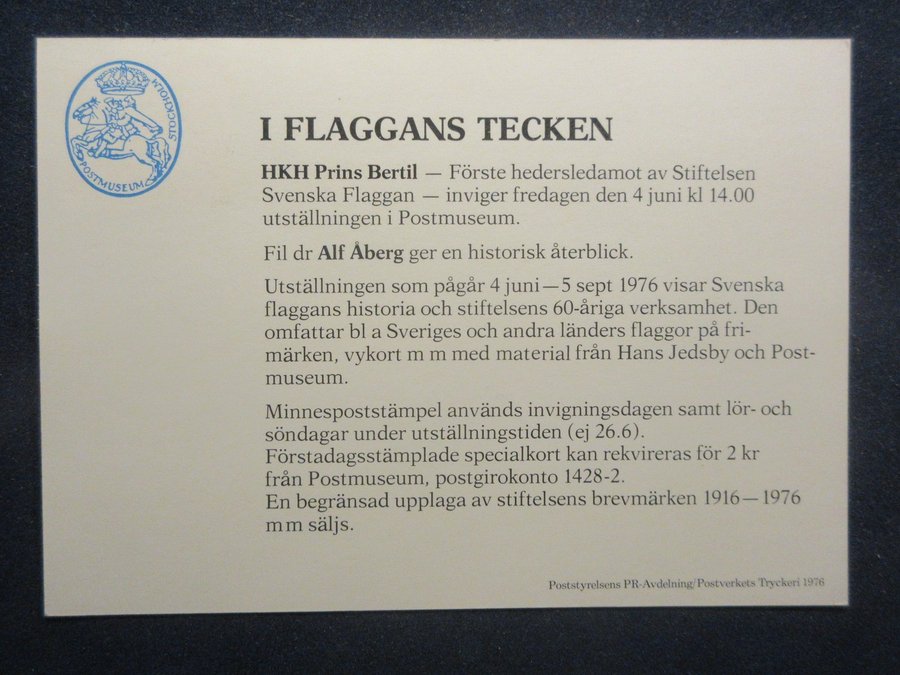 STOCKHOLM
POSTMUSEUM
I FLAGGANS TECKEN
HKH Prins Bertil — Förste hedersledamot av Stiftelsen
Svenska Flaggan — inviger fredagen den 4 juni kl 14.00
utställningen i Postmuseum.
Fil dr Alf Åberg ger en historisk återblick.
Utställningen som pågår 4 juni—5 sept 1976 visar Svenska
flaggans historia och stiftelsens 60-åriga verksamhet. Den
omfattar bl a Sveriges och andra länders flaggor på fri-
märken, vykort m m med material från Hans Jedsby och Post-
museum.
Minnespoststämpel används invigningsdagen samt lör- och
söndagar under utställningstiden (ej 26.6).
Förstadagsstämplade specialkort kan rekvireras för 2 kr
från Postmuseum, postgirokonto 1428-2.
En begränsad upplaga av stiftelsens brevmärken 1916—1976
m m säljs.
Poststyrelsens PR-Avdelning/Postverkets Tryckeri 1976